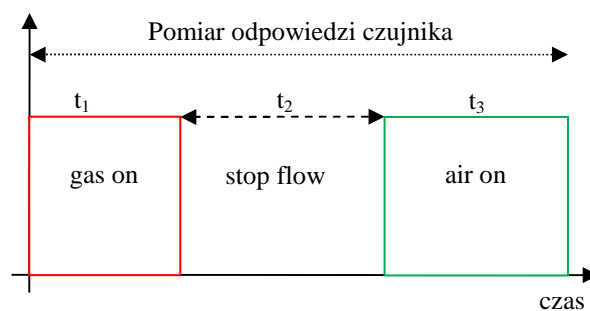 Pomiar odpowiedzi czujnika
t₁ t₂ t₃
gas on stop flow air on
czas